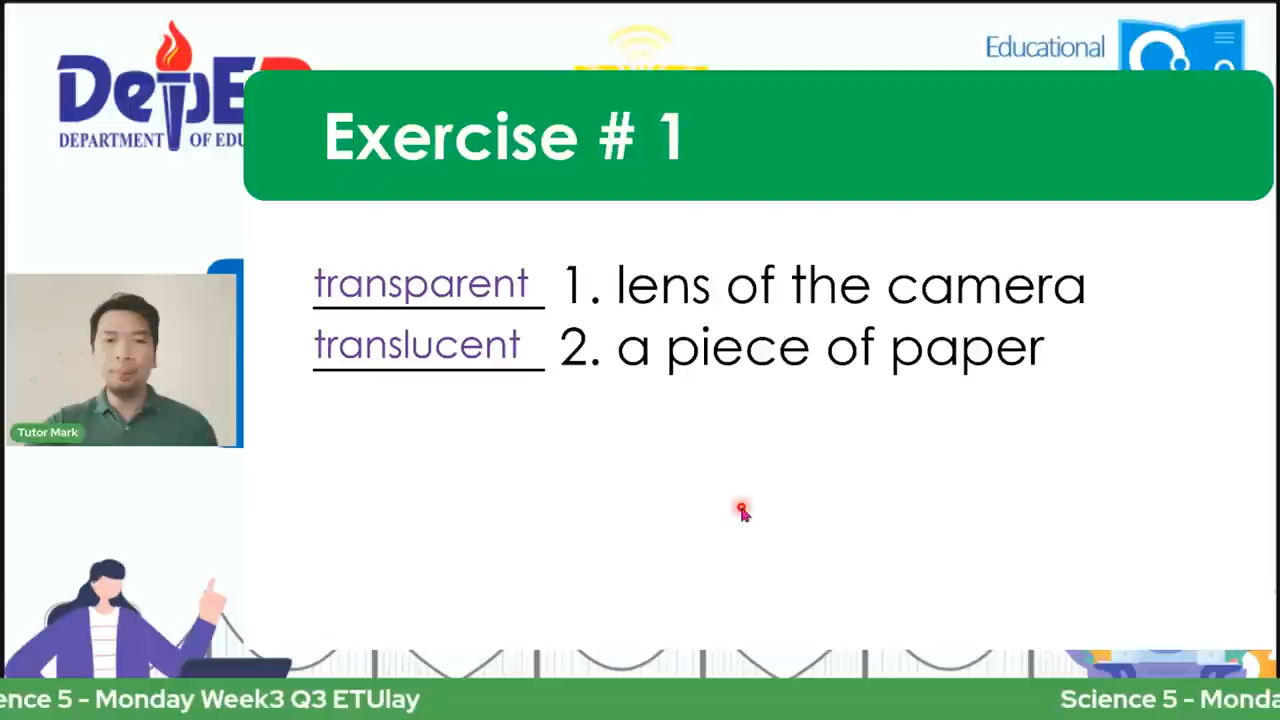 DepED
DEPARTMENT OF EDU
Educational
Exercise # 1
transparent 1. lens of the camera
translucent 2. a piece of paper
Tutor Mark
ence 5 - Monday Week3 Q3 ETUlay
Science 5 - Monda